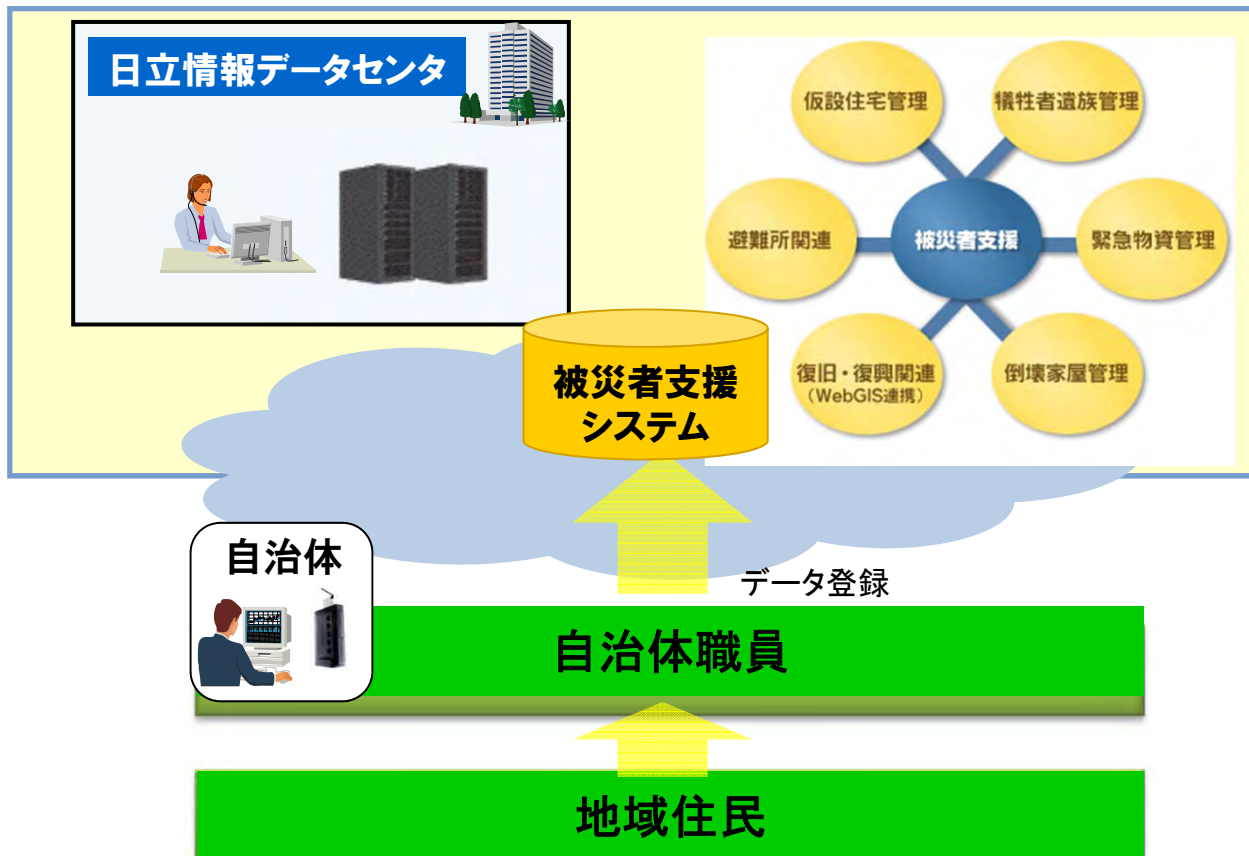 日立情報データセンタ
仮設住宅管理
犠牲者遺族管理
避難所関連
被災者支援
緊急物資管理
復旧・復興関連
(WebGIS連携)
倒壊家屋管理
被災者支援
システム
自治体
データ登録
自治体職員
地域住民